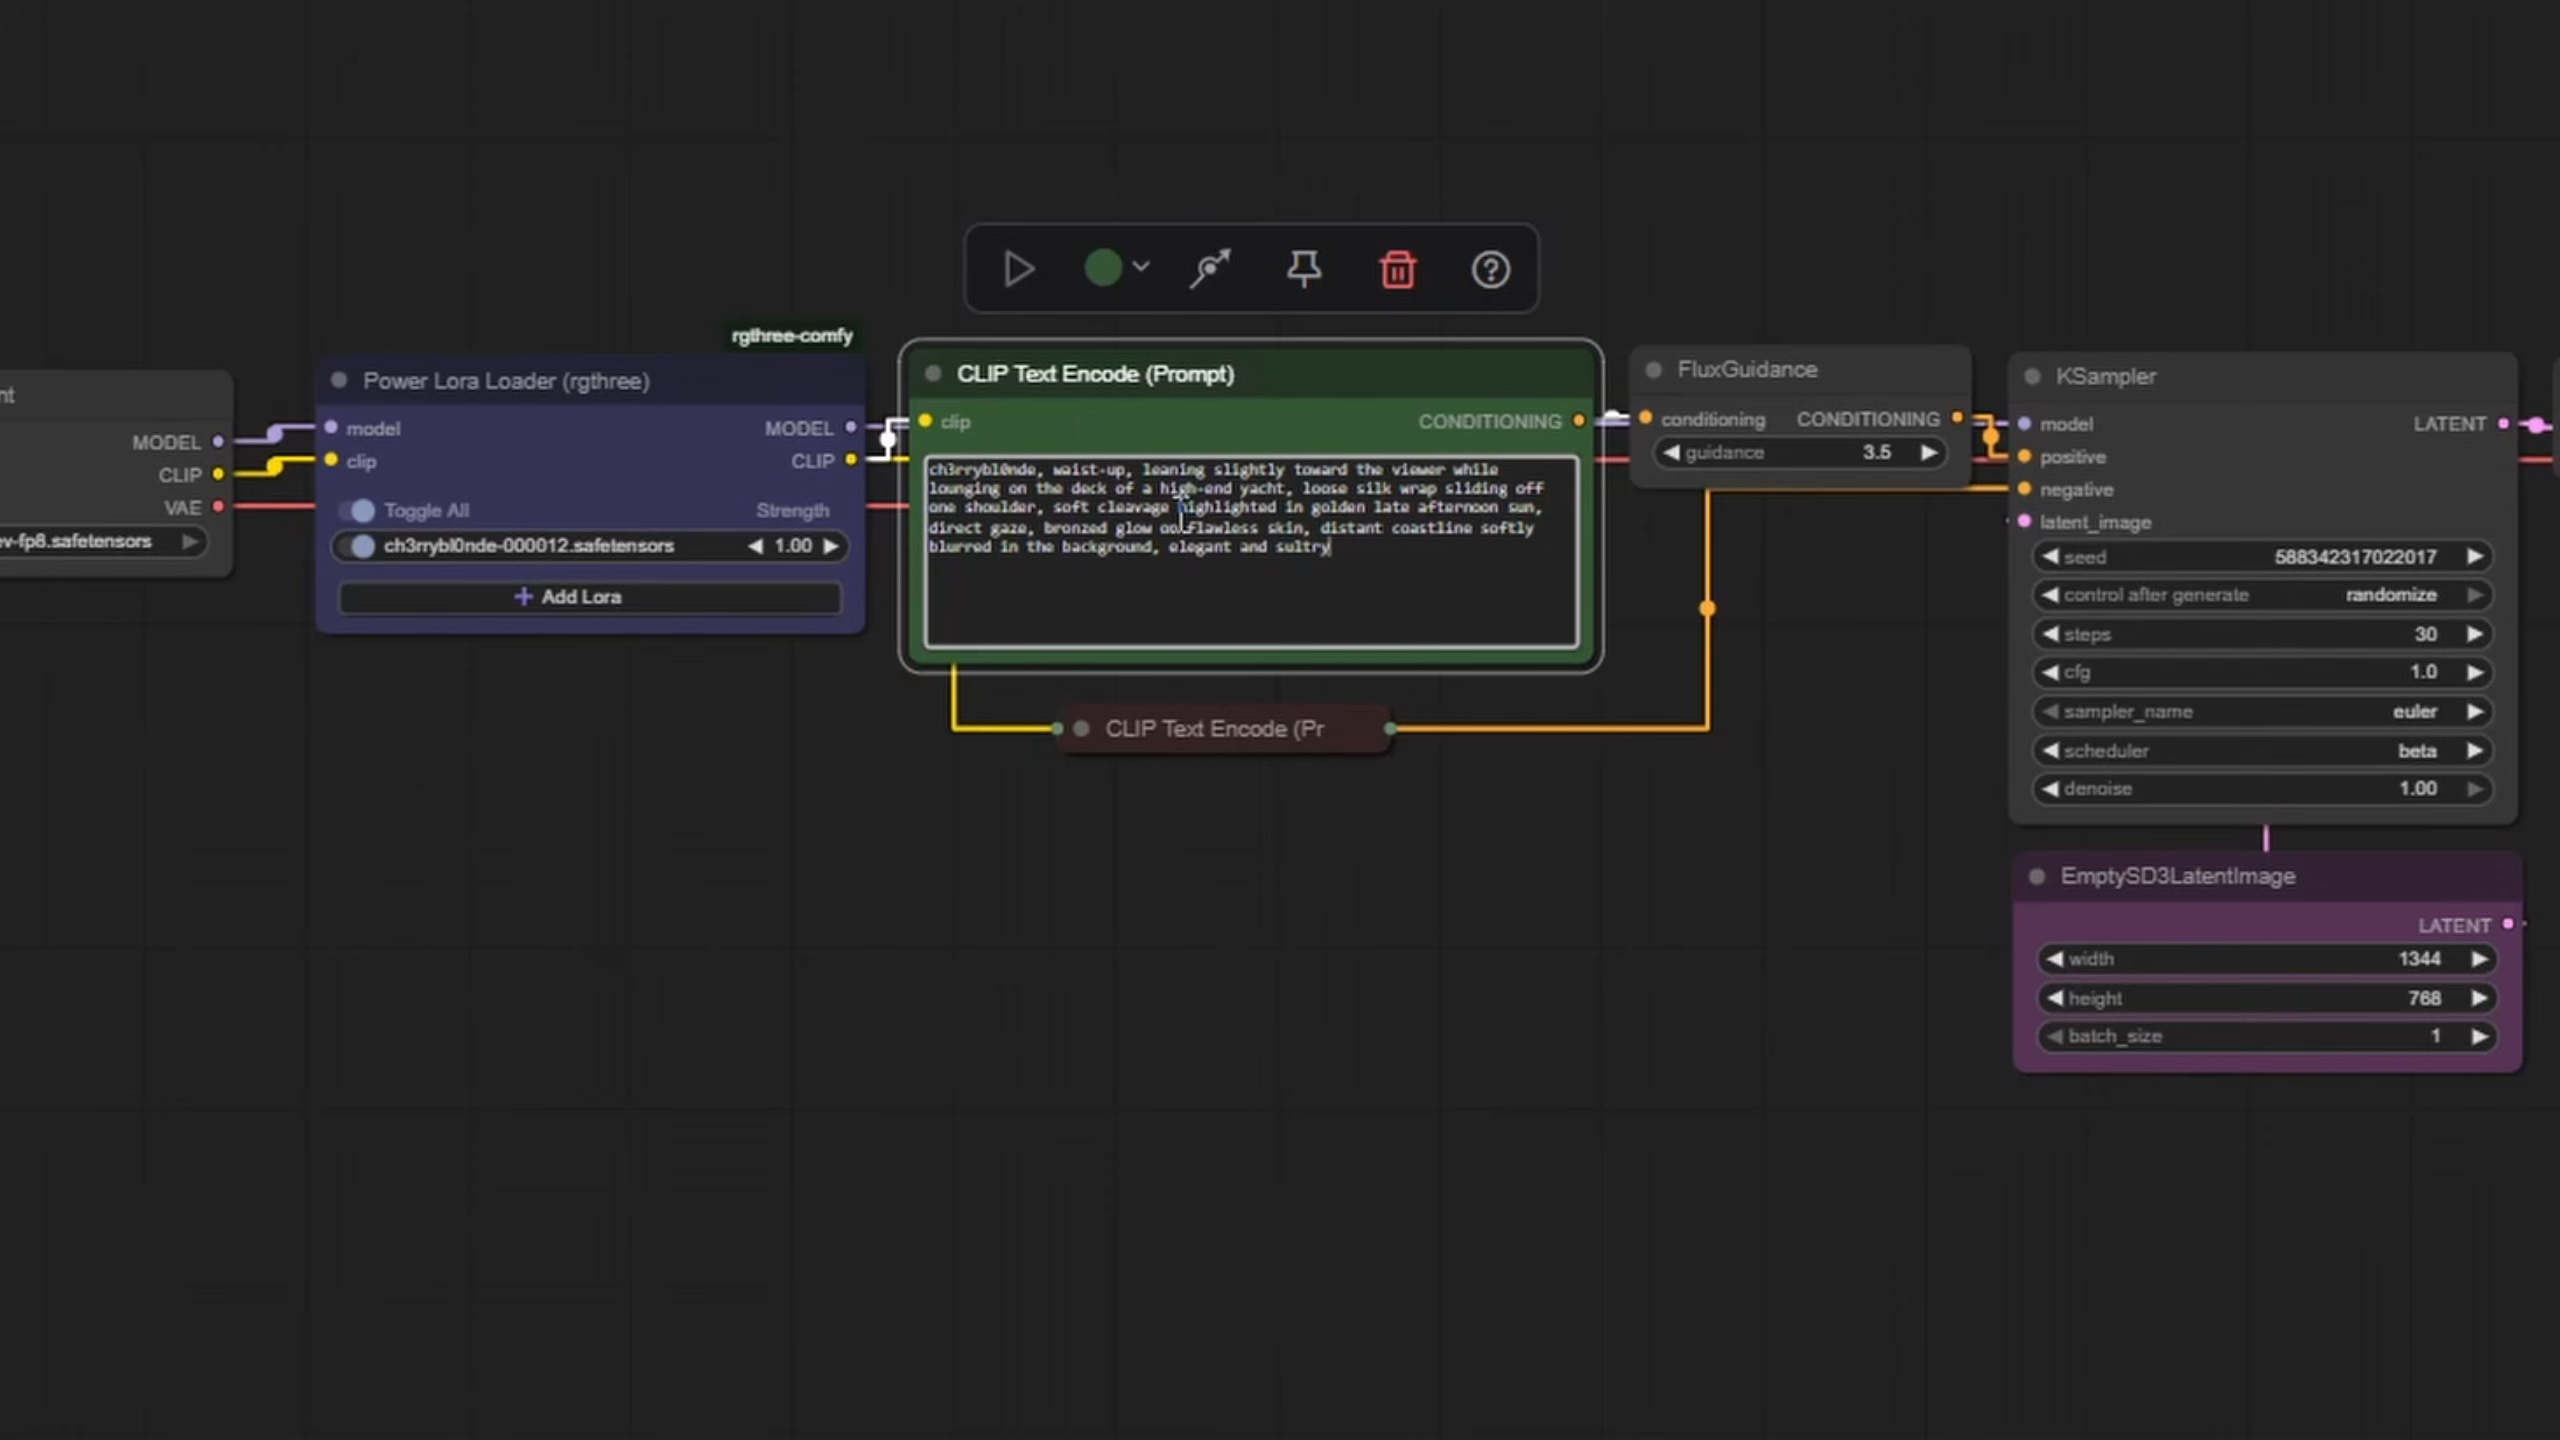 rgthree-comfy
nt
MODEL
CLIP
VAE
ev-fp8.safetensors
Power Lora Loader (rgthree)
model
MODEL
clip
CLIP
Toggle All
Strength
ch3rrybl0nde-000012.safetensors
1.00
+ Add Lora
CLIP Text Encode (Prompt)
clip
CONDITIONING
ch3rrybl0nde, waist-up, leaning slightly toward the viewer while
lounging on the deck of a high-end yacht, loose silk wrap sliding off
one shoulder, soft cleavage highlighted in golden late afternoon sun,
direct gaze, bronzed glow on flawless skin, distant coastline softly
blurred in the background, elegant and sultry
CLIP Text Encode (Pr
FluxGuidance
conditioning
CONDITIONING
guidance
3.5
KSampler
model
LATENT
positive
negative
latent_image
seed
588342317022017
control after generate
randomize
steps
30
cfg
1.0
sampler_name
euler
scheduler
beta
denoise
1.00
EmptySD3LatentImage
LATENT
width
1344
height
768
batch_size
1